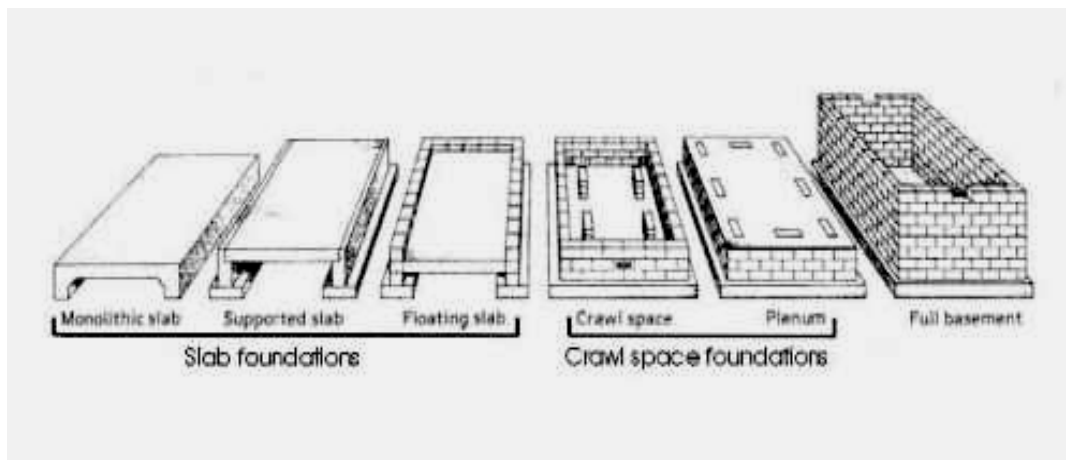 Monolithic slab Supported slab Floating slab Crawl space Plenum Full basement
Slab foundations Crawl space foundations